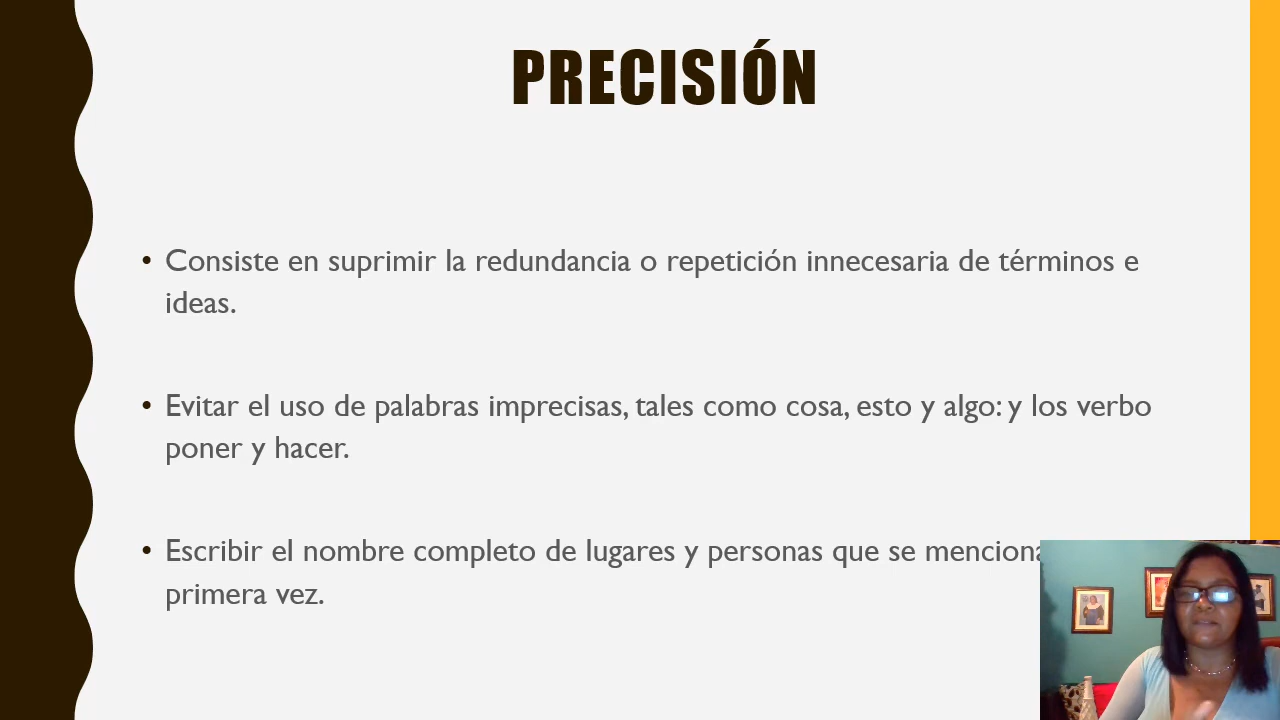 PRECISIÓN
• Consiste en suprimir la redundancia o repetición innecesaria de términos e
ideas.
• Evitar el uso de palabras imprecisas, tales como cosa, esto y algo: y los verbo
poner y hacer.
• Escribir el nombre completo de lugares y personas que se
primera vez.